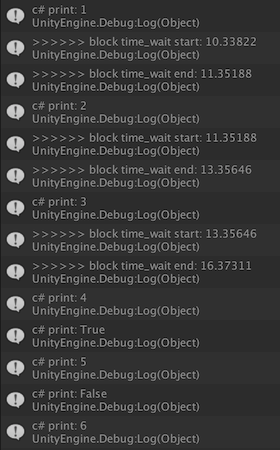 c# print: 1
UnityEngine.Debug:Log(Object)
>>>>>> block time_wait start: 10.33822
UnityEngine.Debug:Log(Object)
>>>>>> block time_wait end: 11.35188
UnityEngine.Debug:Log(Object)
c# print: 2
UnityEngine.Debug:Log(Object)
>>>>>> block time_wait start: 11.35188
UnityEngine.Debug:Log(Object)
>>>>>> block time_wait end: 13.35646
UnityEngine.Debug:Log(Object)
c# print: 3
UnityEngine.Debug:Log(Object)
>>>>>> block time_wait start: 13.35646
UnityEngine.Debug:Log(Object)
>>>>>> block time_wait end: 16.37311
UnityEngine.Debug:Log(Object)
c# print: 4
UnityEngine.Debug:Log(Object)
c# print: True
UnityEngine.Debug:Log(Object)
c# print: 5
UnityEngine.Debug:Log(Object)
c# print: False
UnityEngine.Debug:Log(Object)
c# print: 6
UnityEngine.Debug:Log(Object)